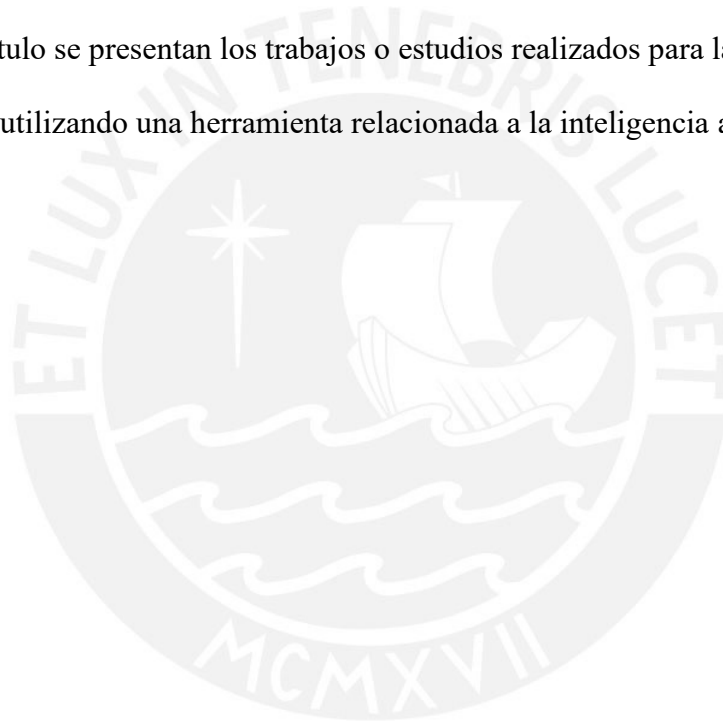 tulo se presentan los trabajos o estudios realizados para l
utilizando una herramienta relacionada a la inteligencia a
ET LUX IN TENEBRIS LUCET
MCMXVII